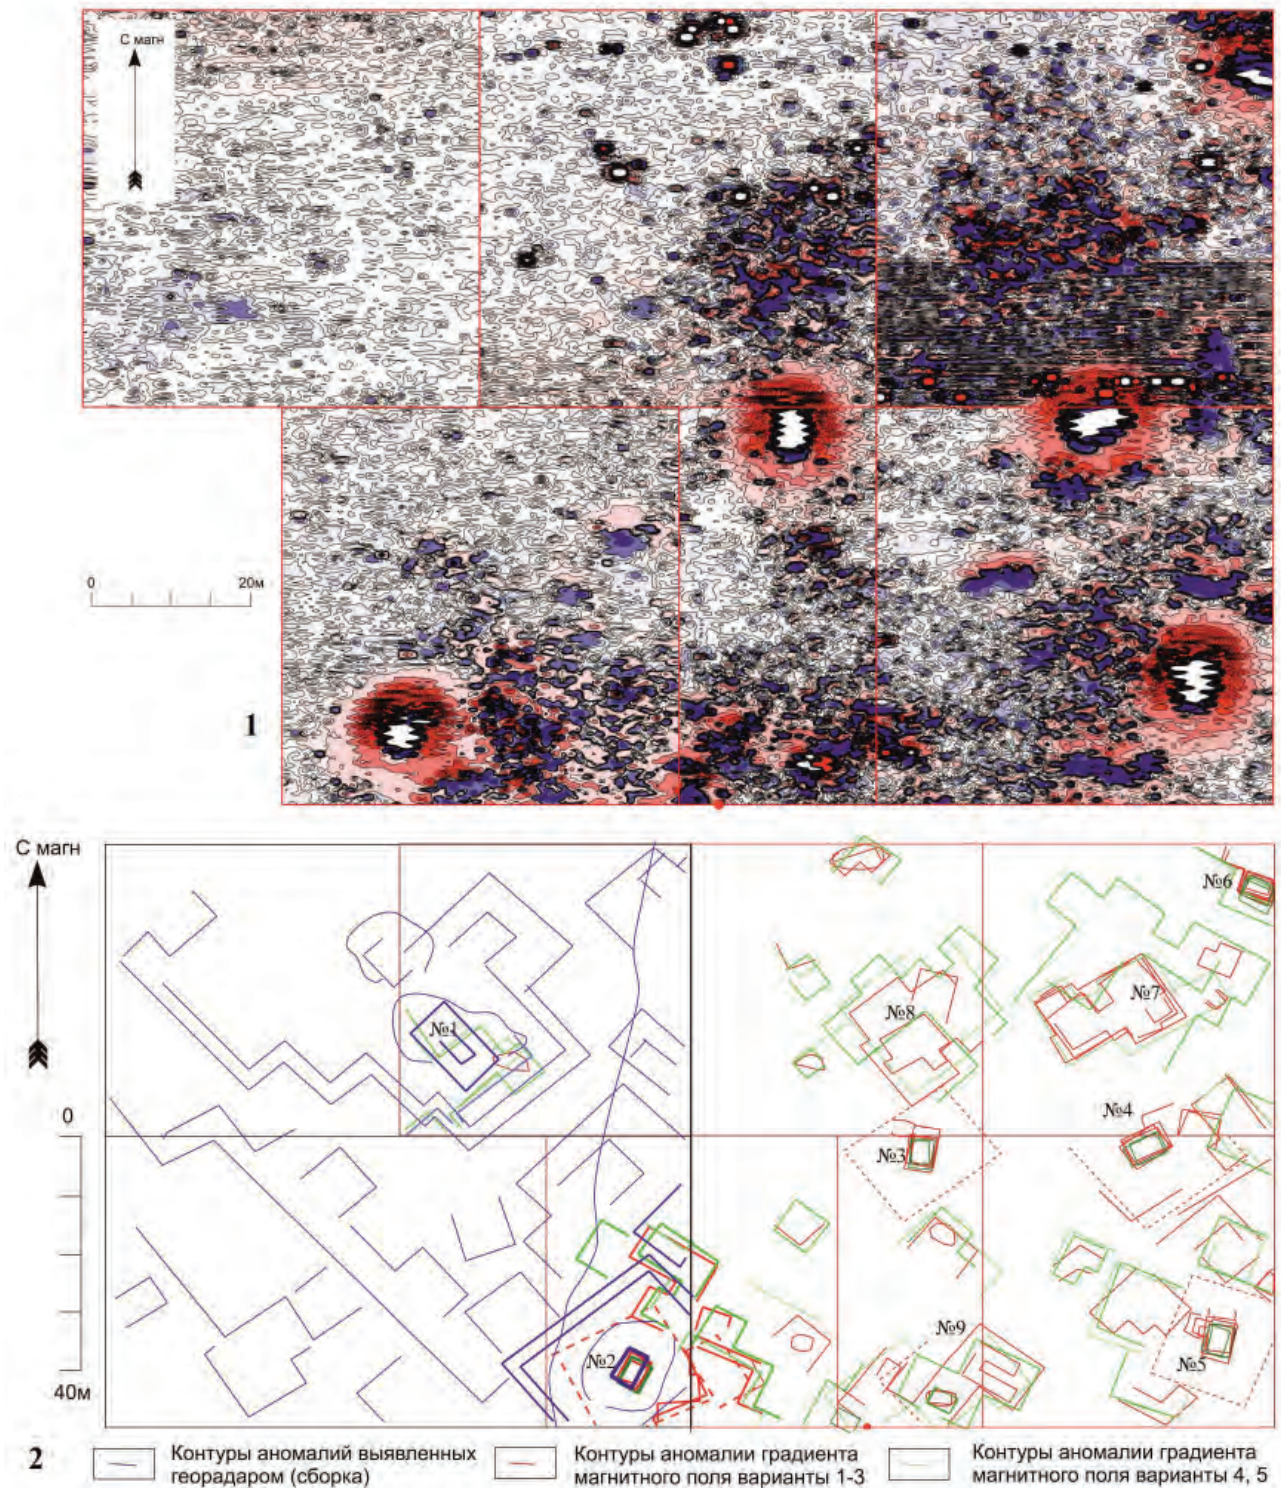 С магн
0
20м
1
С магн
№6
№1
№8
№7
0
№4
№3
№9
№2
№5
40м
2
Контуры аномалий выявленных
георадаром (сборка)
Контуры аномалии градиента
магнитного поля варианты 1-3
Контуры аномалии градиента
магнитного поля варианты 4, 5